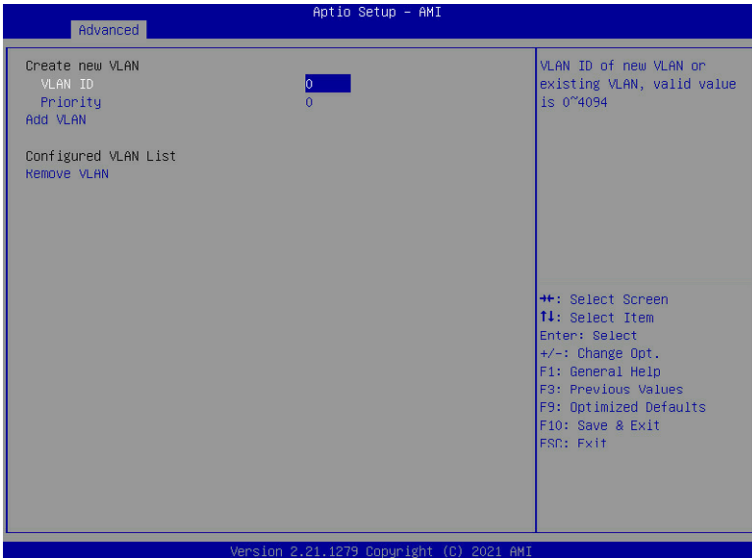 Aptio Setup – AMI
Advanced
Create new VLAN
VLAN ID 0
Priority 0
Add VLAN
Configured VLAN List
Remove VLAN
VLAN ID of new VLAN or
existing VLAN, valid value
is 0~4094
→←: Select Screen
↑↓: Select Item
Enter: Select
+/-: Change Opt.
F1: General Help
F3: Previous Values
F9: Optimized Defaults
F10: Save & Exit
ESC: Exit
Version 2.21.1279 Copyright (C) 2021 AMI